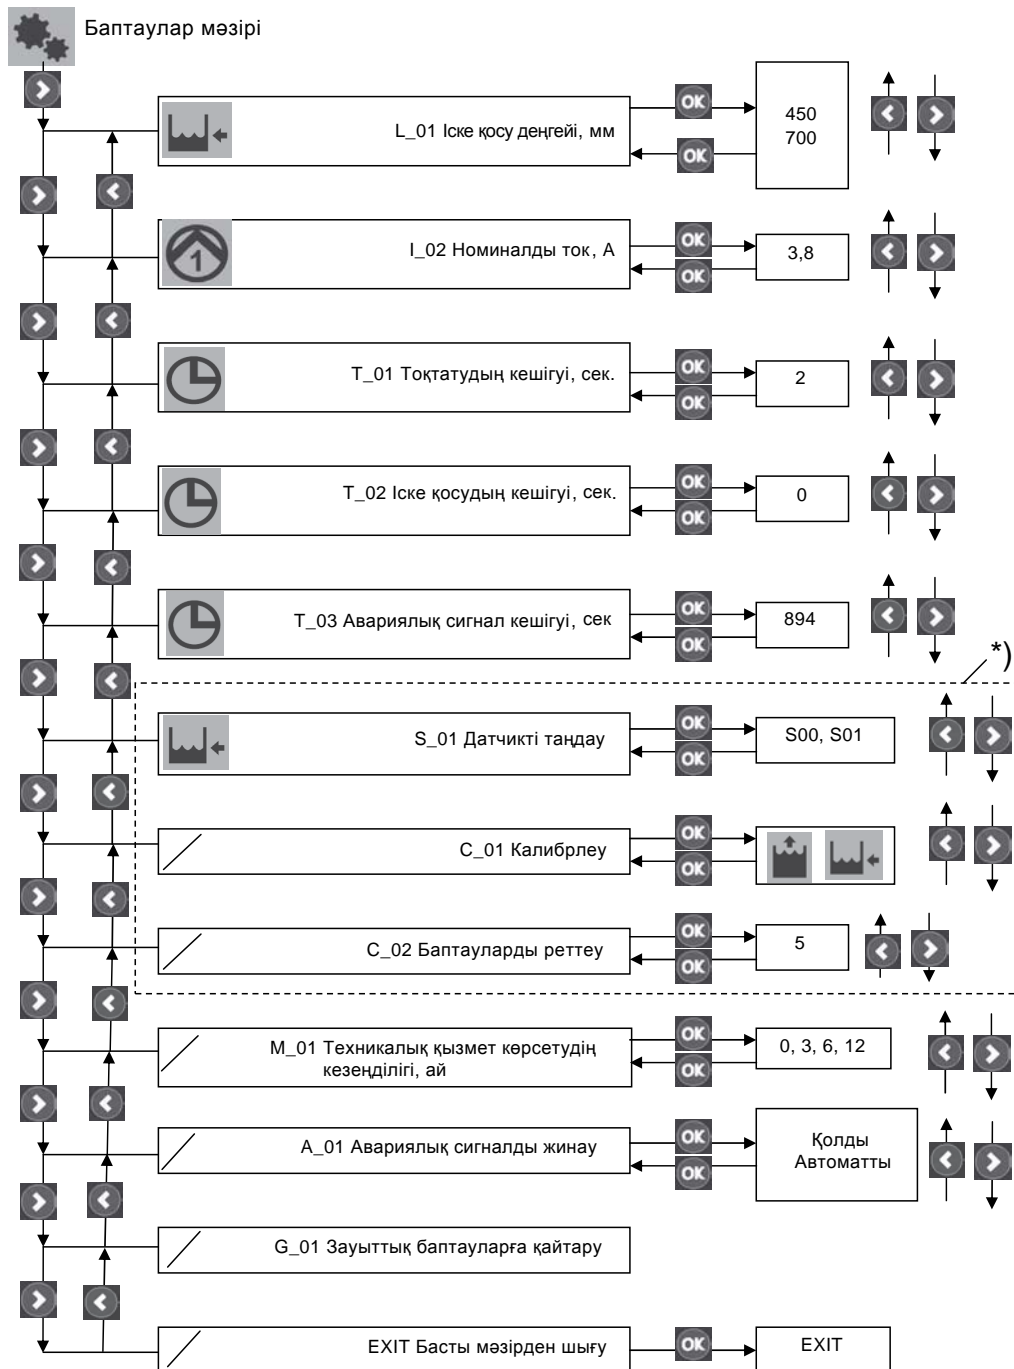 Баптаулар мәзірі
L_01 Іске қосу деңгейі, мм
OK
OK
450
700
I_02 Номиналды ток, А
1
OK
OK
3,8
T_01 Тоқтатудың кешігуі, сек.
OK
OK
2
T_02 Іске қосудың кешігуі, сек.
OK
OK
0
T_03 Авариялық сигнал кешігуі, сек
OK
OK
894
*)
S_01 Датчикті таңдау
OK
OK
S00, S01
C_01 Калибрлеу
OK
OK
C_02 Баптауларды реттеу
OK
OK
5
M_01 Техникалық қызмет көрсетудің
кезеңділігі, ай
OK
OK
0, 3, 6, 12
A_01 Авариялық сигналды жинау
OK
OK
Қолды
Автоматты
G_01 Зауыттық баптауларға қайтару
EXIT Басты мәзірден шығу
OK
EXIT